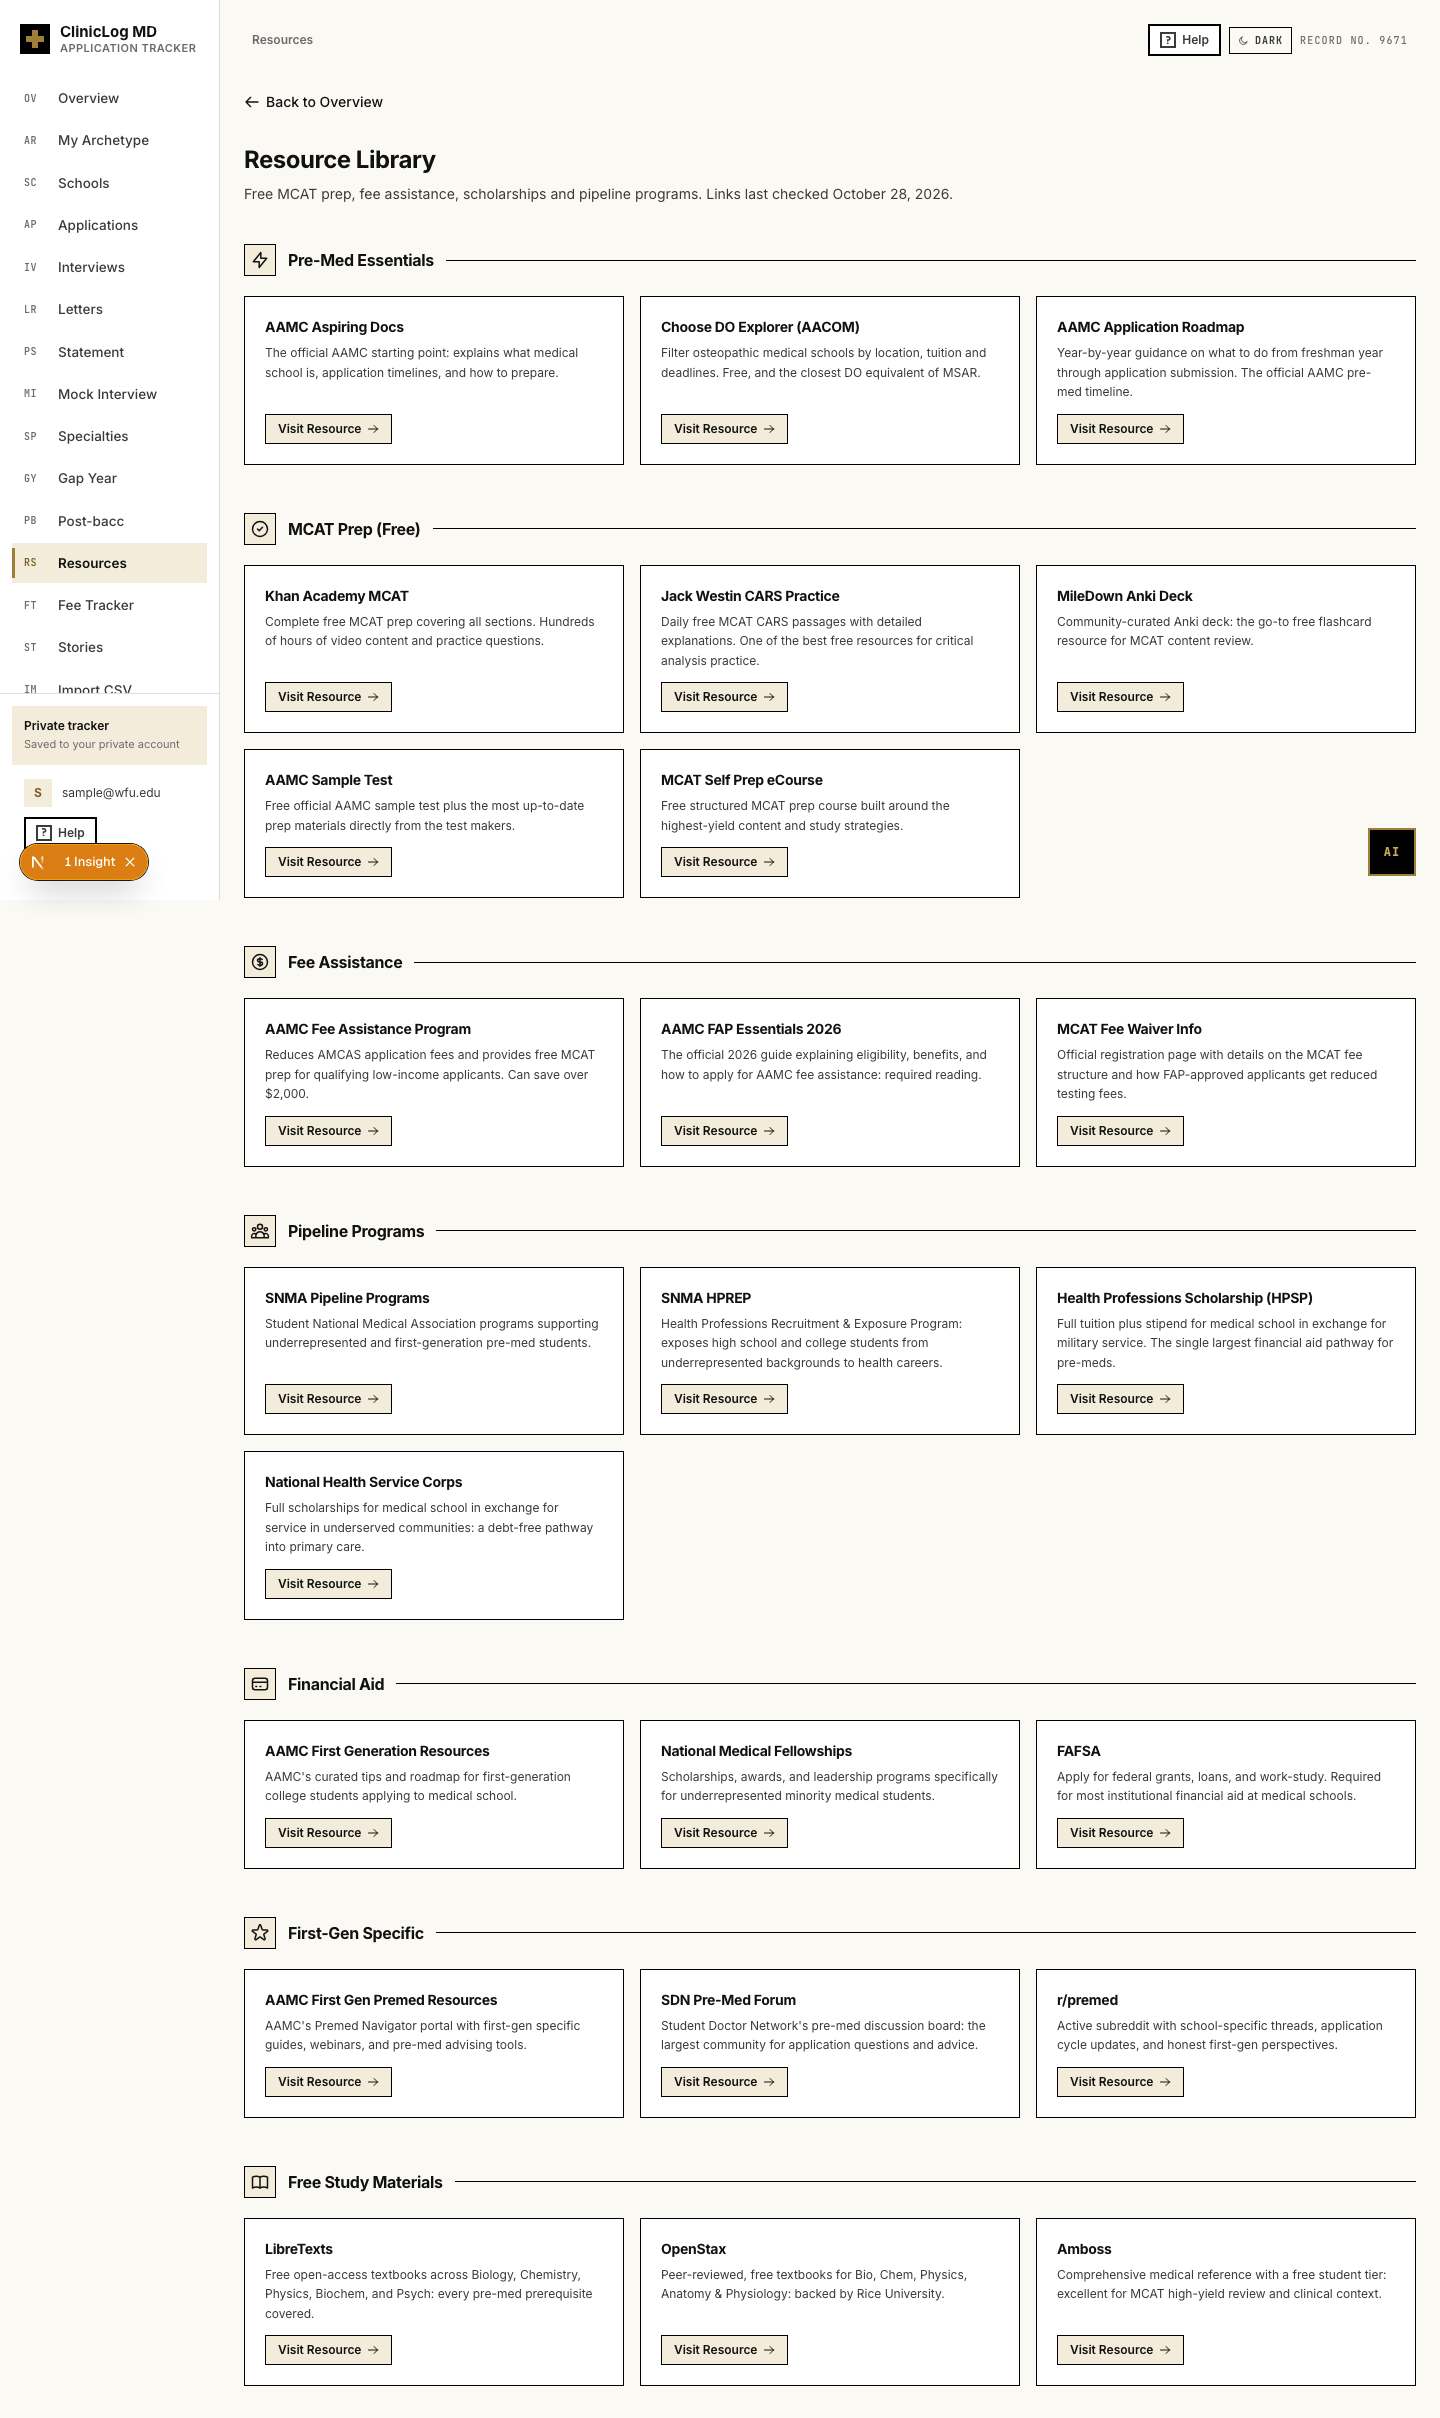 ClinicLog MD
APPLICATION TRACKER
OV Overview
AR My Archetype
SC Schools
AP Applications
IV Interviews
LR Letters
PS Statement
MI Mock Interview
SP Specialties
GY Gap Year
PB Post-bacc
RS Resources
FT Fee Tracker
ST Stories
IM Import CSV
Private tracker
Saved to your private account
S sample@wfu.edu
? Help
1 Insight
Resources
? Help
DARK
RECORD NO. 9671
Back to Overview
Resource Library
Free MCAT prep, fee assistance, scholarships and pipeline programs. Links last checked October 28, 2026.
Pre-Med Essentials
AAMC Aspiring Docs
The official AAMC starting point: explains what medical
school is, application timelines, and how to prepare.
Visit Resource
Choose DO Explorer (AACOM)
Filter osteopathic medical schools by location, tuition and
deadlines. Free, and the closest DO equivalent of MSAR.
Visit Resource
AAMC Application Roadmap
Year-by-year guidance on what to do from freshman year
through application submission. The official AAMC pre-
med timeline.
Visit Resource
MCAT Prep (Free)
Khan Academy MCAT
Complete free MCAT prep covering all sections. Hundreds
of hours of video content and practice questions.
Visit Resource
Jack Westin CARS Practice
Daily free MCAT CARS passages with detailed
explanations. One of the best free resources for critical
analysis practice.
Visit Resource
MileDown Anki Deck
Community-curated Anki deck: the go-to free flashcard
resource for MCAT content review.
Visit Resource
AAMC Sample Test
Free official AAMC sample test plus the most up-to-date
prep materials directly from the test makers.
Visit Resource
MCAT Self Prep eCourse
Free structured MCAT prep course built around the
highest-yield content and study strategies.
Visit Resource
AI
Fee Assistance
AAMC Fee Assistance Program
Reduces AMCAS application fees and provides free MCAT
prep for qualifying low-income applicants. Can save over
$2,000.
Visit Resource
AAMC FAP Essentials 2026
The official 2026 guide explaining eligibility, benefits, and
how to apply for AAMC fee assistance: required reading.
Visit Resource
MCAT Fee Waiver Info
Official registration page with details on the MCAT fee
structure and how FAP-approved applicants get reduced
testing fees.
Visit Resource
Pipeline Programs
SNMA Pipeline Programs
Student National Medical Association programs supporting
underrepresented and first-generation pre-med students.
Visit Resource
SNMA HPREP
Health Professions Recruitment & Exposure Program:
exposes high school and college students from
underrepresented backgrounds to health careers.
Visit Resource
Health Professions Scholarship (HPSP)
Full tuition plus stipend for medical school in exchange for
military service. The single largest financial aid pathway for
pre-meds.
Visit Resource
National Health Service Corps
Full scholarships for medical school in exchange for
service in underserved communities: a debt-free pathway
into primary care.
Visit Resource
Financial Aid
AAMC First Generation Resources
AAMC's curated tips and roadmap for first-generation
college students applying to medical school.
Visit Resource
National Medical Fellowships
Scholarships, awards, and leadership programs specifically
for underrepresented minority medical students.
Visit Resource
FAFSA
Apply for federal grants, loans, and work-study. Required
for most institutional financial aid at medical schools.
Visit Resource
First-Gen Specific
AAMC First Gen Premed Resources
AAMC's Premed Navigator portal with first-gen specific
guides, webinars, and pre-med advising tools.
Visit Resource
SDN Pre-Med Forum
Student Doctor Network's pre-med discussion board: the
largest community for application questions and advice.
Visit Resource
r/premed
Active subreddit with school-specific threads, application
cycle updates, and honest first-gen perspectives.
Visit Resource
Free Study Materials
LibreTexts
Free open-access textbooks across Biology, Chemistry,
Physics, Biochem, and Psych: every pre-med prerequisite
covered.
Visit Resource
OpenStax
Peer-reviewed, free textbooks for Bio, Chem, Physics,
Anatomy & Physiology: backed by Rice University.
Visit Resource
Amboss
Comprehensive medical reference with a free student tier:
excellent for MCAT high-yield review and clinical context.
Visit Resource